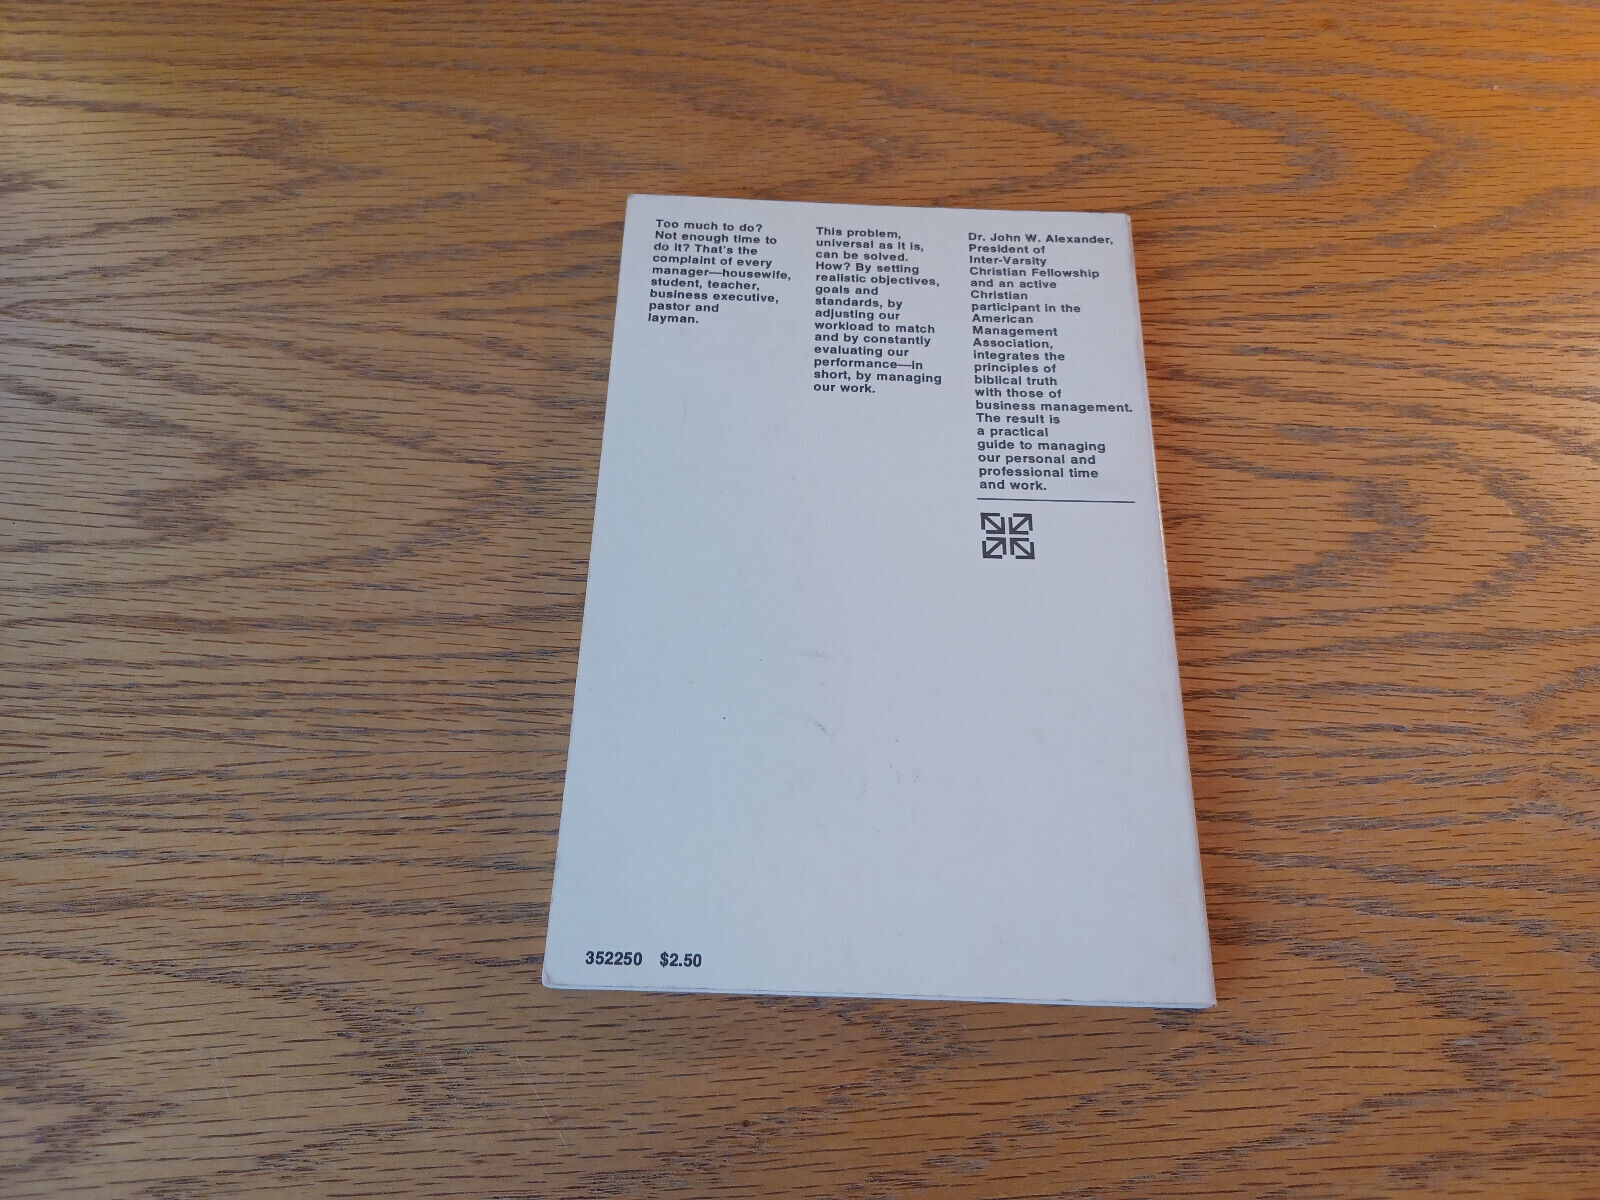 Too much to do?
Not enough time to
do it? That's the
complaint of every
manager—housewife,
student, teacher,
business executive,
pastor and
layman.
This problem,
universal as it is,
can be solved.
How? By setting
realistic objectives,
goals and
standards, by
adjusting our
workload to match
and by constantly
evaluating our
performance—in
short, by managing
our work.
Dr. John W. Alexander,
President of
Inter-Varsity
Christian Fellowship
and an active
Christian
participant in the
American
Management
Association,
integrates the
principles of
biblical truth
with those of
business management.
The result is
a practical
guide to managing
our personal and
professional time
and work.
352250 $2.50